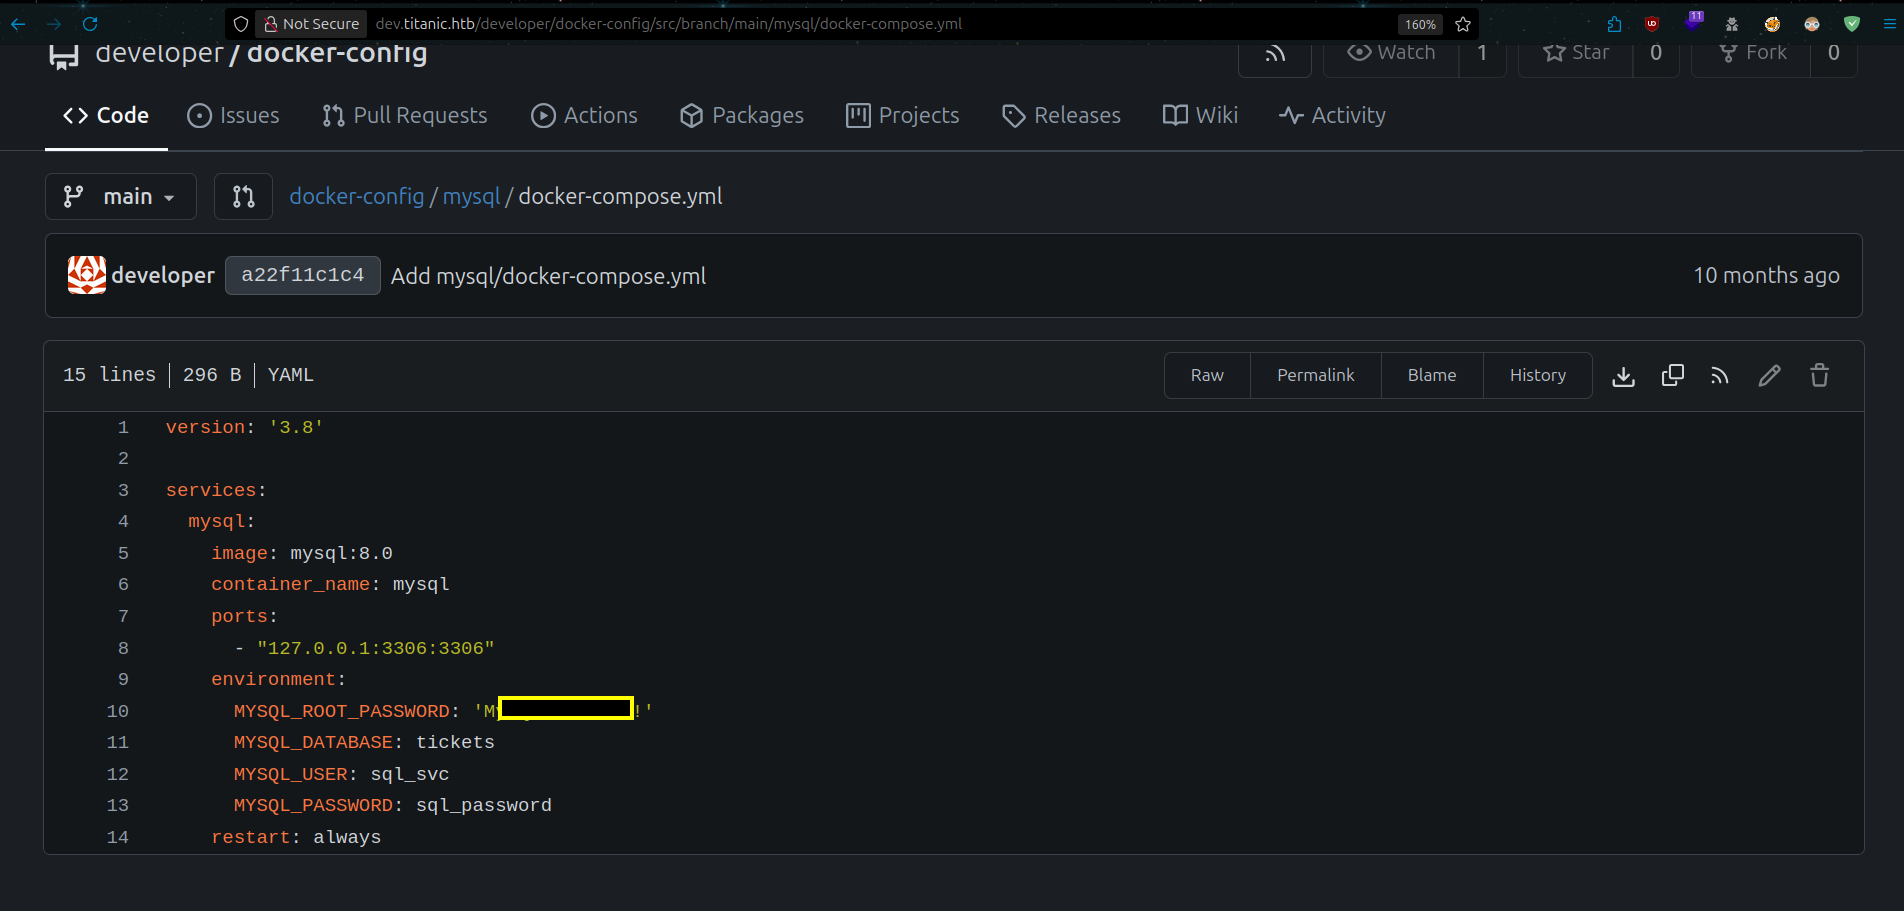 Not Secure dev.titanic.htb/developer/docker-config/src/branch/main/mysql/docker-compose.yml 160% 11
developer / docker-config Watch 1 Star 0 Fork 0
Code Issues Pull Requests Actions Packages Projects Releases Wiki Activity
main docker-config / mysql / docker-compose.yml
developer a22f11c1c4 Add mysql/docker-compose.yml 10 months ago
15 lines | 296 B | YAML Raw Permalink Blame History
1 version: '3.8'
2
3 services:
4 mysql:
5 image: mysql:8.0
6 container_name: mysql
7 ports:
8 - "127.0.0.1:3306:3306"
9 environment:
10 MYSQL_ROOT_PASSWORD: 'My !'
11 MYSQL_DATABASE: tickets
12 MYSQL_USER: sql_svc
13 MYSQL_PASSWORD: sql_password
14 restart: always